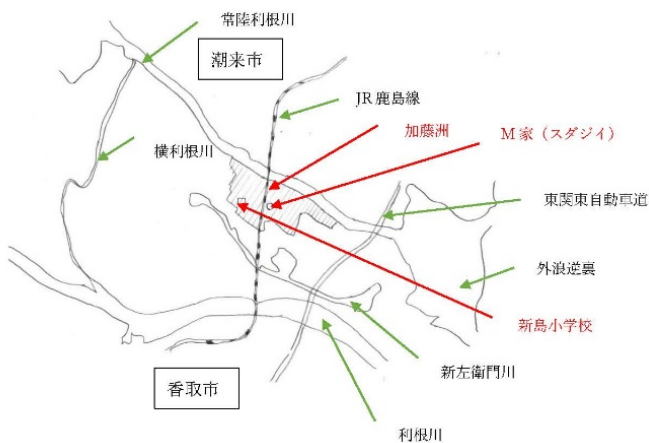 常陸利根川
潮来市
JR 鹿島線
加藤洲
M家（スダジイ）
横利根川
東関東自動車道
外浪逆裏
新島小学校
新左衛門川
香取市
利根川